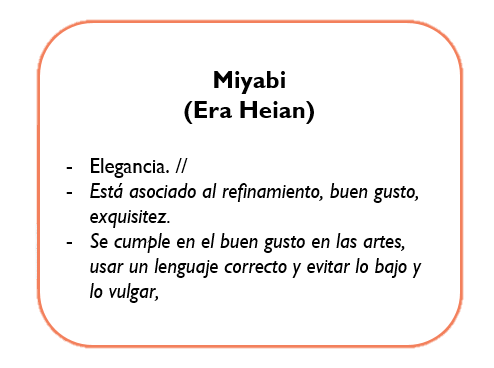 Miyabi
(Era Heian)
- Elegancia. //
- Está asociado al refinamiento, buen gusto,
exquisitez.
- Se cumple en el buen gusto en las artes,
usar un lenguaje correcto y evitar lo bajo y
lo vulgar,